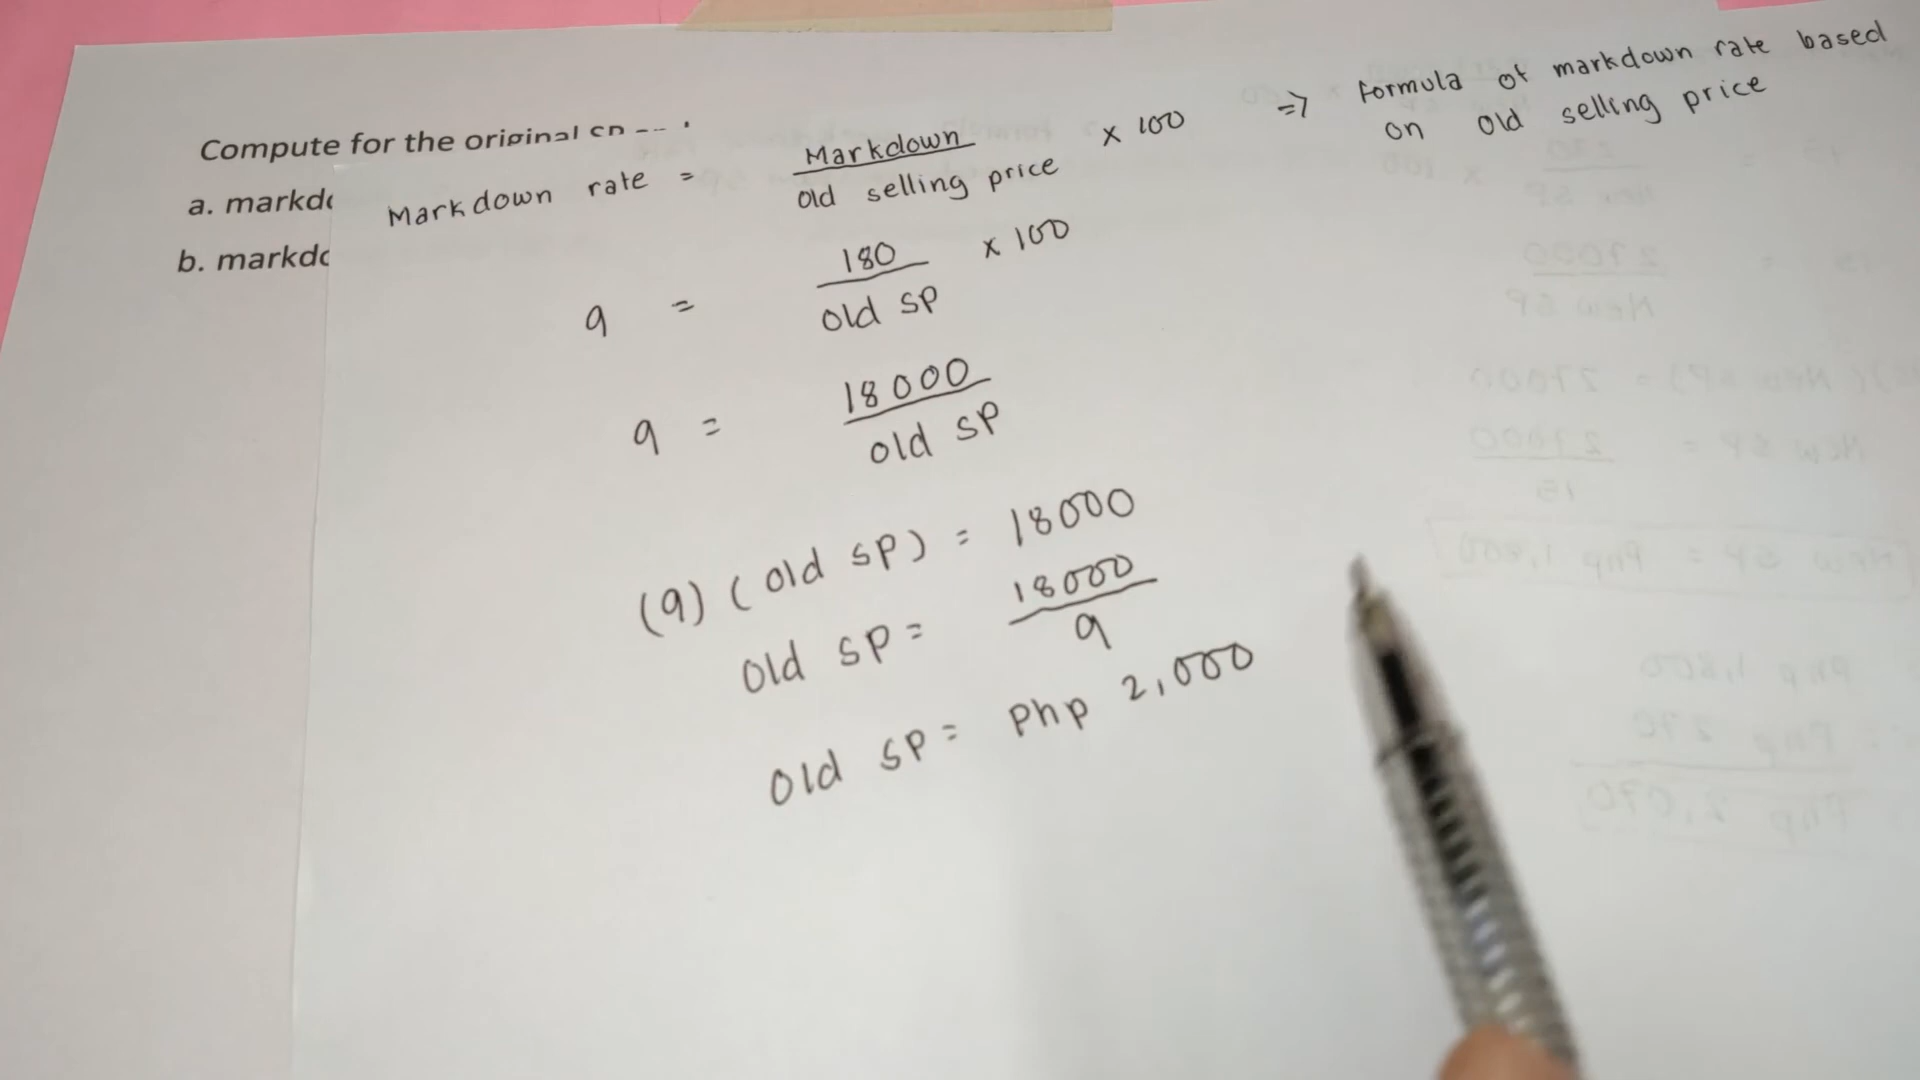 Compute for the original
a. markdo
b. markdo
Markdown rate = Markdown / old selling price x 100 => Formula of markdown rate based on old selling price
9 = 180 / old SP x 100
9 = 18000 / old SP
(9) (old SP) = 18000
old SP = 18000 / 9
old SP = Php 2,000